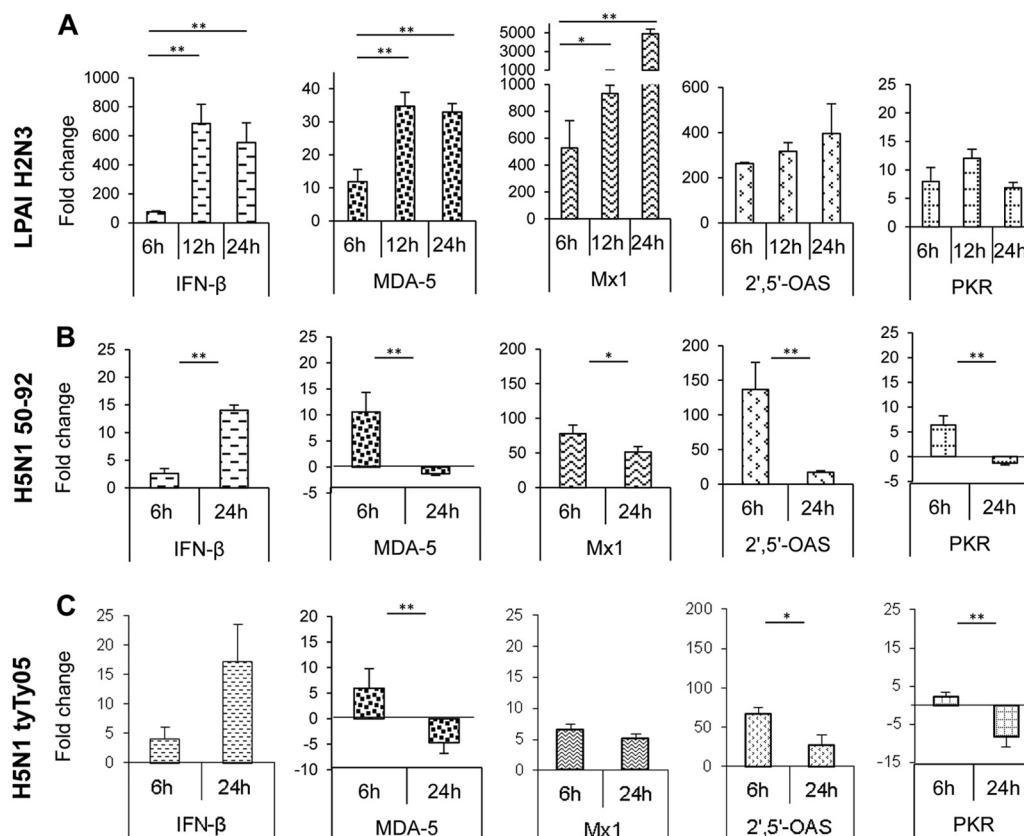 A
LPAI H2N3
Fold change
** **
1000
800
600
400
200
0
6h 12h 24h
IFN-β
** **
40
30
20
10
0
6h 12h 24h
MDA-5
** *
5000
3000
1000
1000
800
600
400
200
0
6h 12h 24h
Mx1
600
400
200
0
6h 12h 24h
2',5'-OAS
25
20
15
10
5
0
6h 12h 24h
PKR
B
H5N1 50-92
Fold change
**
25
20
15
10
5
0
6h 24h
IFN-β
**
25
20
15
10
5
0
-5
6h 24h
MDA-5
*
200
150
100
50
0
6h 24h
Mx1
**
200
150
100
50
0
6h 24h
2',5'-OAS
**
25
20
15
10
5
0
-5
6h 24h
PKR
C
H5N1 tyTy05
Fold change
25
20
15
10
5
0
6h 24h
IFN-β
**
20
15
10
5
0
-5
-10
6h 24h
MDA-5
25
20
15
10
5
0
6h 24h
Mx1
*
200
150
100
50
0
6h 24h
2',5'-OAS
**
25
15
5
-5
-15
6h 24h
PKR